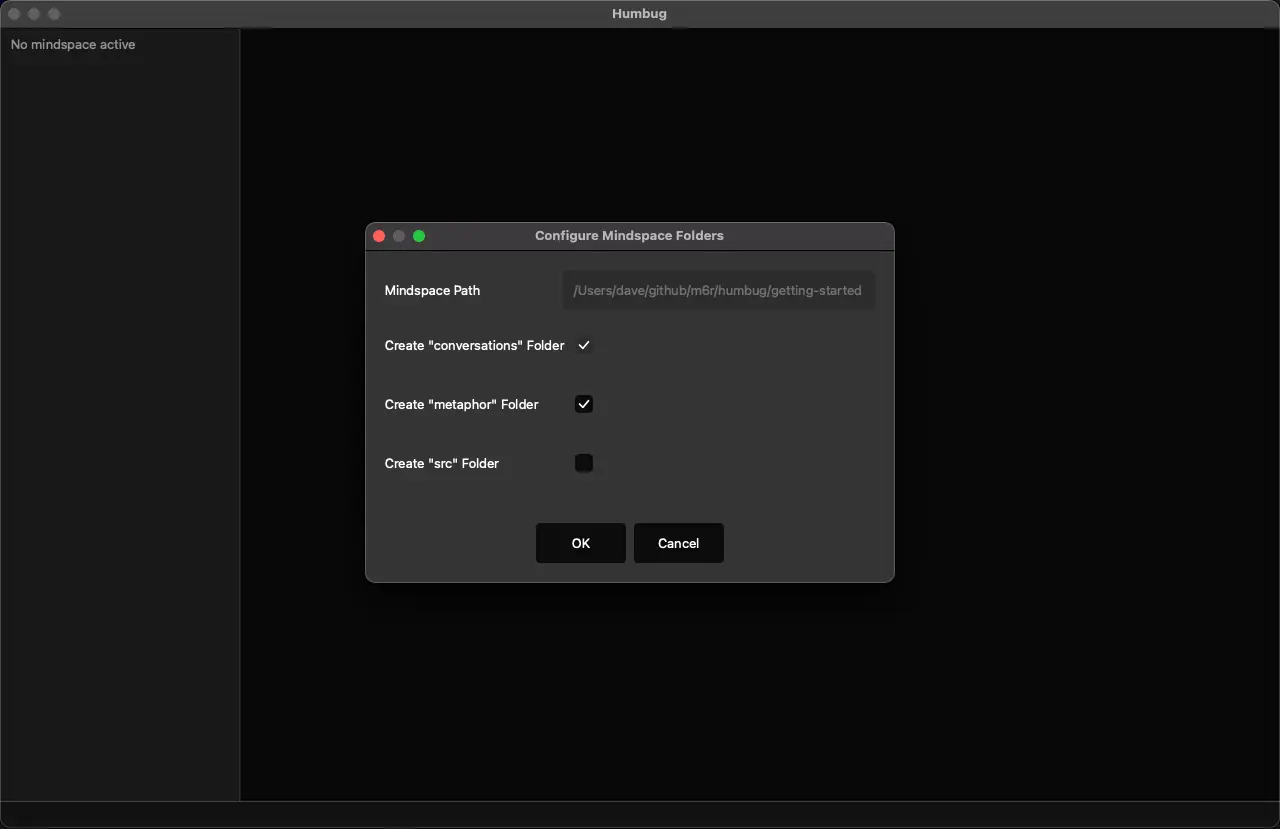 Humbug
No mindspace active
Configure Mindspace Folders
Mindspace Path /Users/dave/github/m6r/humbug/getting-started
Create "conversations" Folder
Create "metaphor" Folder
Create "src" Folder
OK Cancel